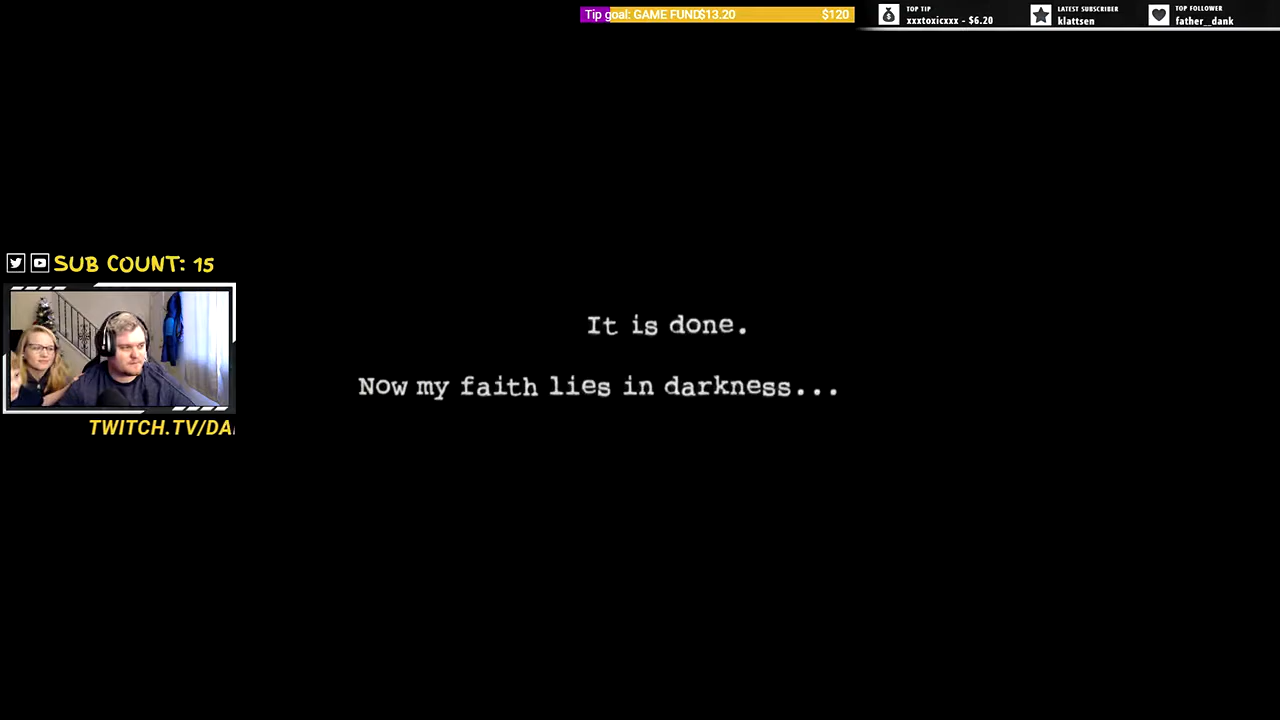 Tip goal: GAME FUND $13.20 $120
TOP TIP
xxxtoxicxxx - $6.20
LATEST SUBSCRIBER
klattsen
TOP FOLLOWER
father__dank
SUB COUNT: 15
It is done.
Now my faith lies in darkness...
TWITCH.TV/DA